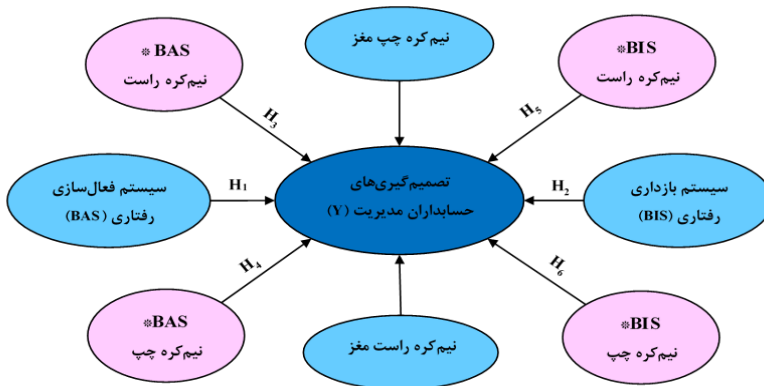 نیم‌کره چپ مغز
BAS *
نیم‌کره راست
*BIS
نیم‌کره راست
H3
H5
سیستم فعال‌سازی
رفتاری (BAS)
H1
تصمیم‌گیری‌های
حسابداران مدیریت (Y)
H2
سیستم بازداری
رفتاری (BIS)
H4
H6
*BAS
نیم‌کره چپ
نیم‌کره راست مغز
*BIS
نیم‌کره چپ